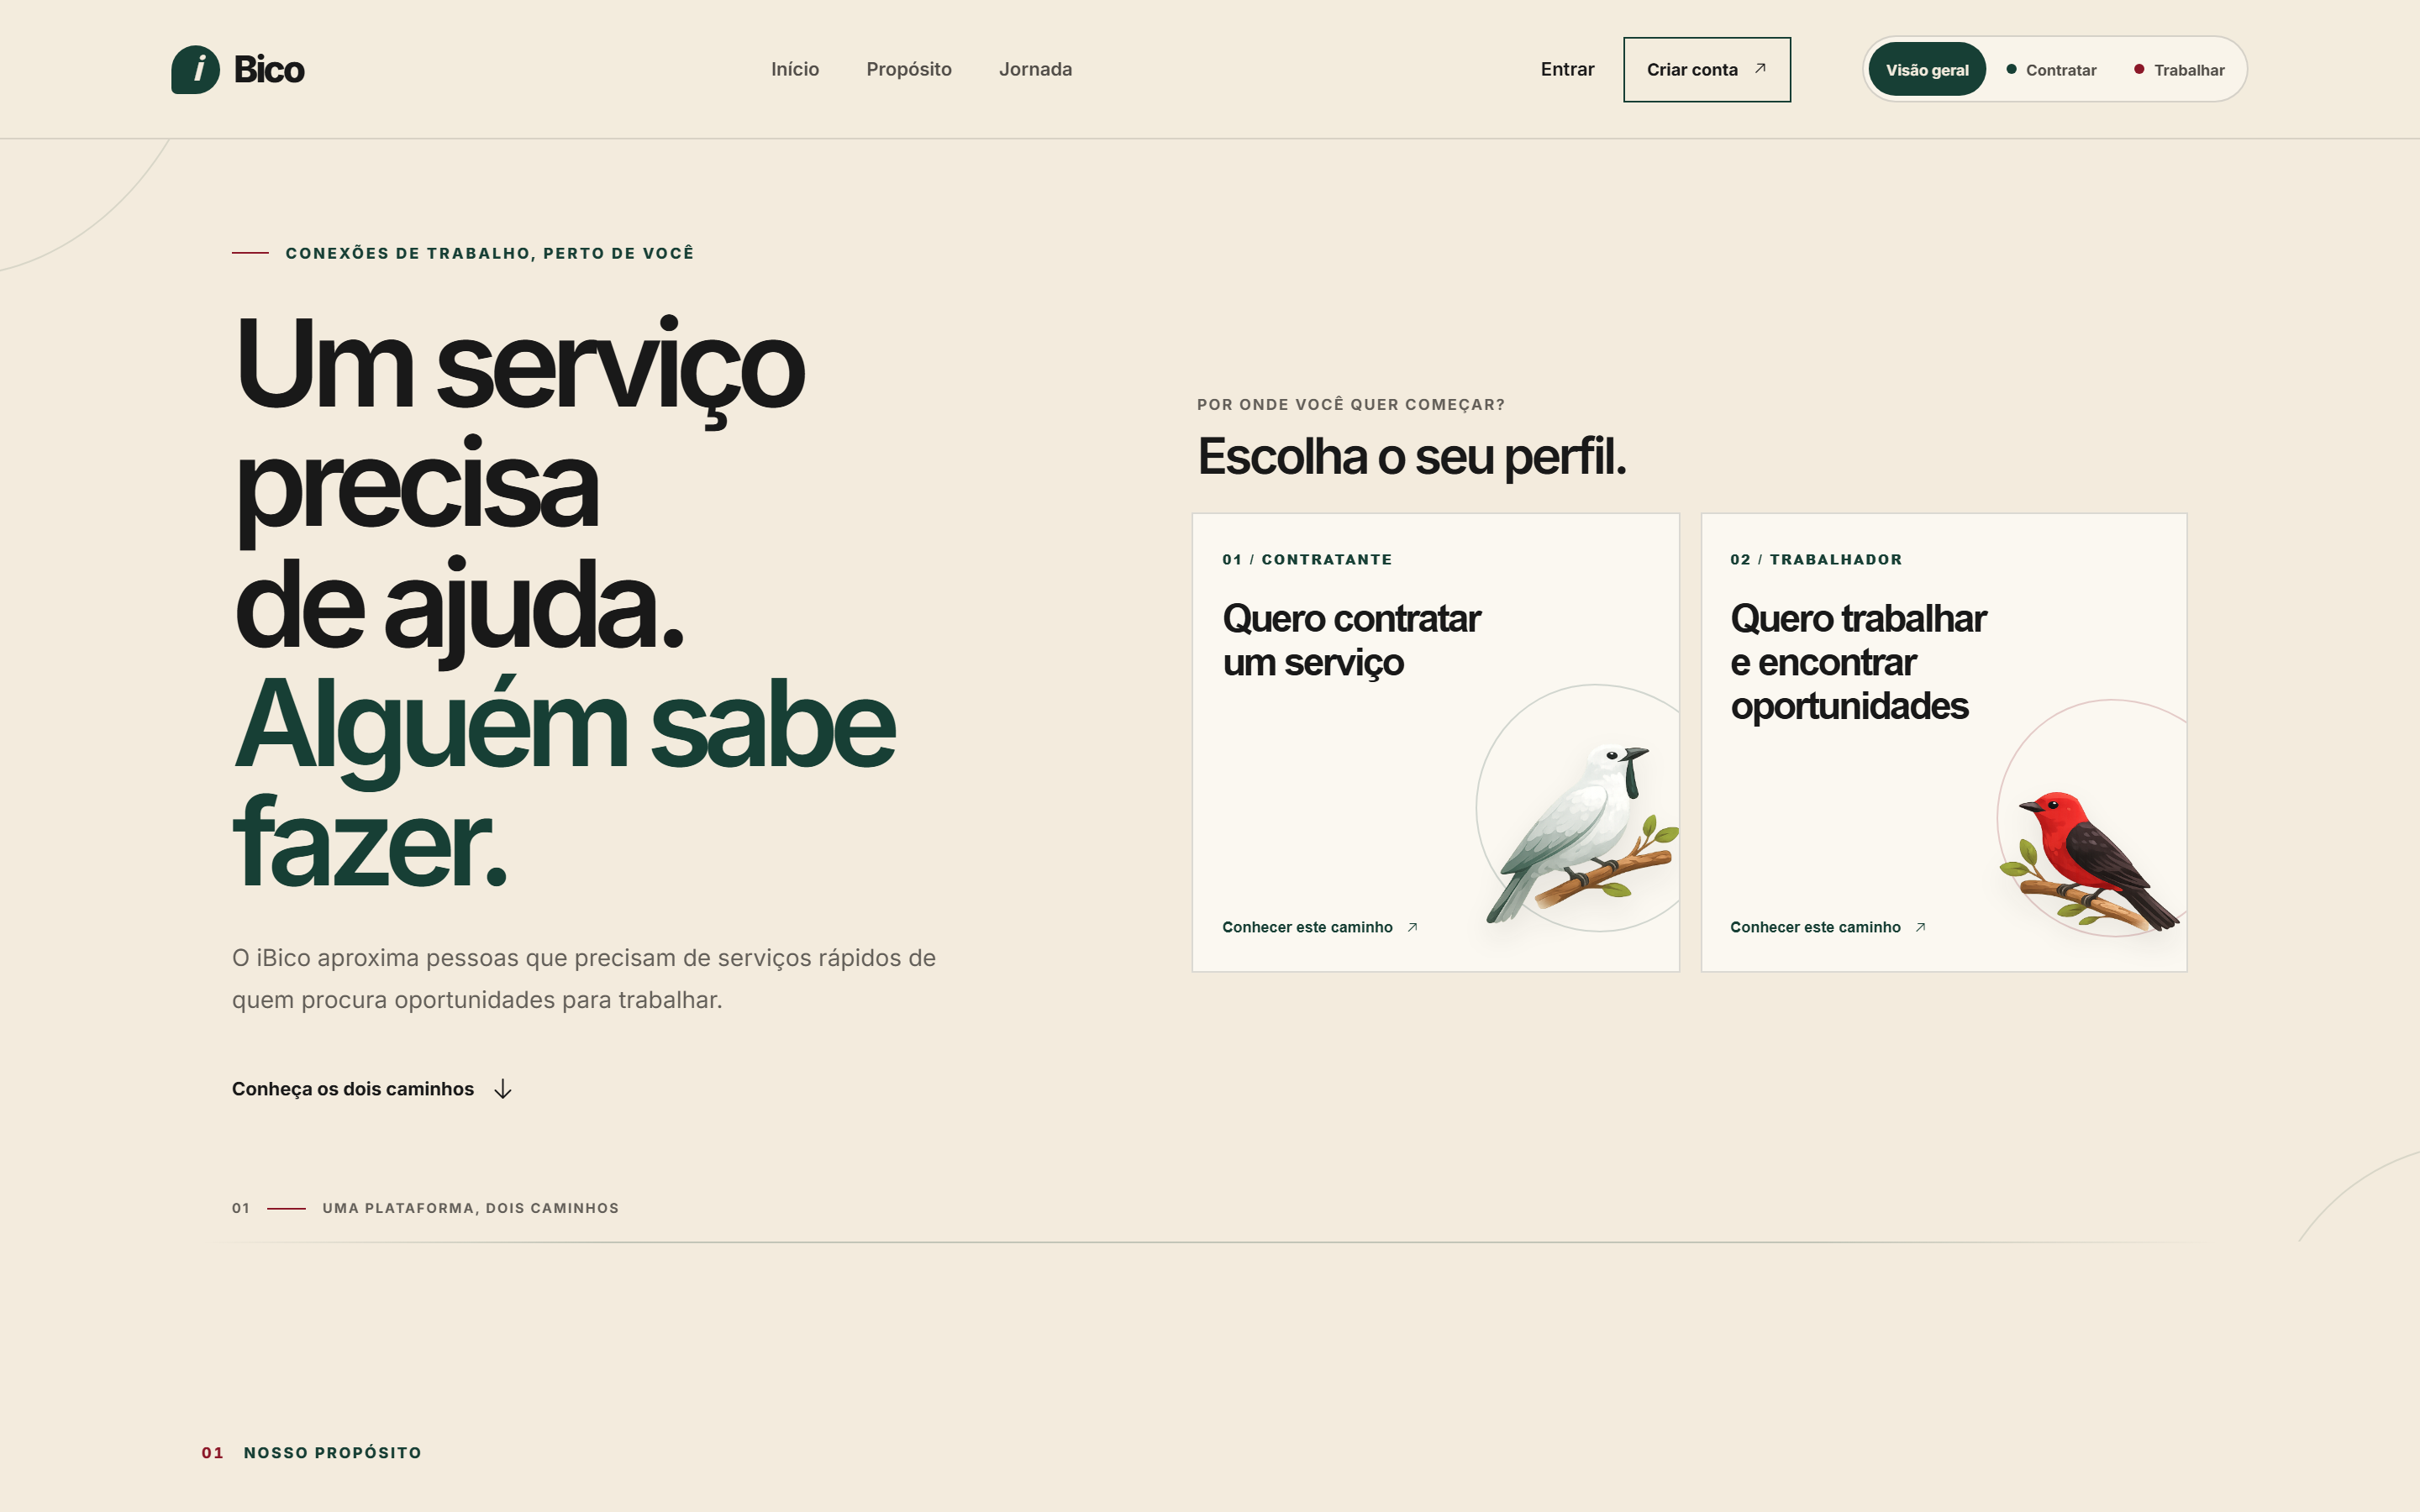 i Bico
Início
Propósito
Jornada
Entrar
Criar conta
Visão geral
Contratar
Trabalhar
CONEXÕES DE TRABALHO, PERTO DE VOCÊ
Um serviço
precisa
de ajuda.
Alguém sabe
fazer.
O iBico aproxima pessoas que precisam de serviços rápidos de
quem procura oportunidades para trabalhar.
Conheça os dois caminhos
POR ONDE VOCÊ QUER COMEÇAR?
Escolha o seu perfil.
01 / CONTRATANTE
Quero contratar
um serviço
Conhecer este caminho
02 / TRABALHADOR
Quero trabalhar
e encontrar
oportunidades
Conhecer este caminho
01 UMA PLATAFORMA, DOIS CAMINHOS
01 NOSSO PROPÓSITO